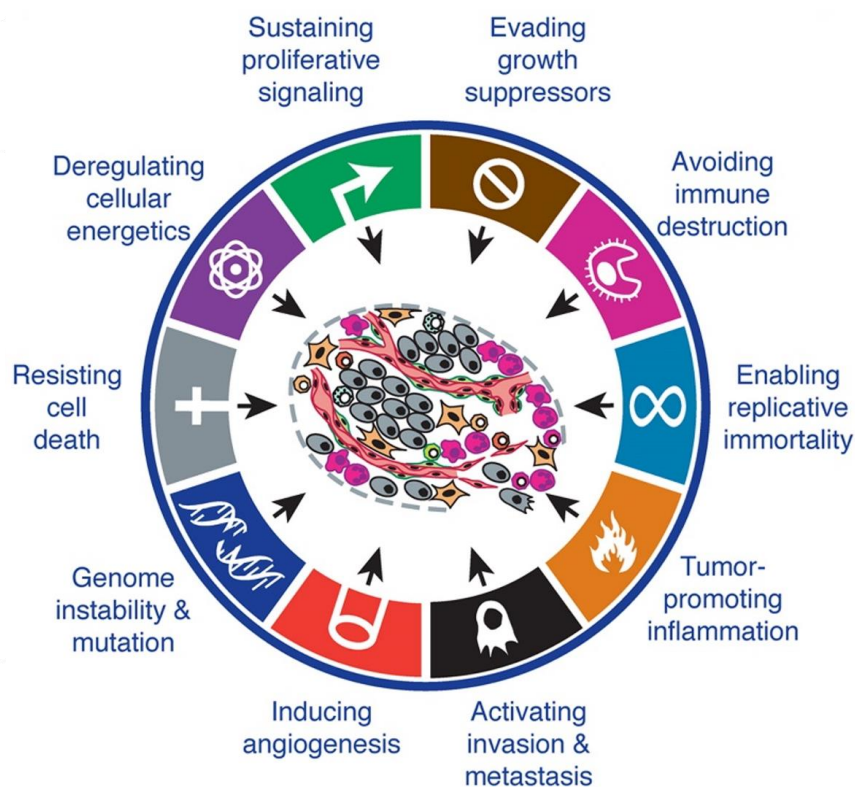 Sustaining
proliferative
signaling
Evading
growth
suppressors
Avoiding
immune
destruction
Enabling
replicative
immortality
Tumor-
promoting
inflammation
Activating
invasion &
metastasis
Inducing
angiogenesis
Genome
instability &
mutation
Resisting
cell
death
Deregulating
cellular
energetics